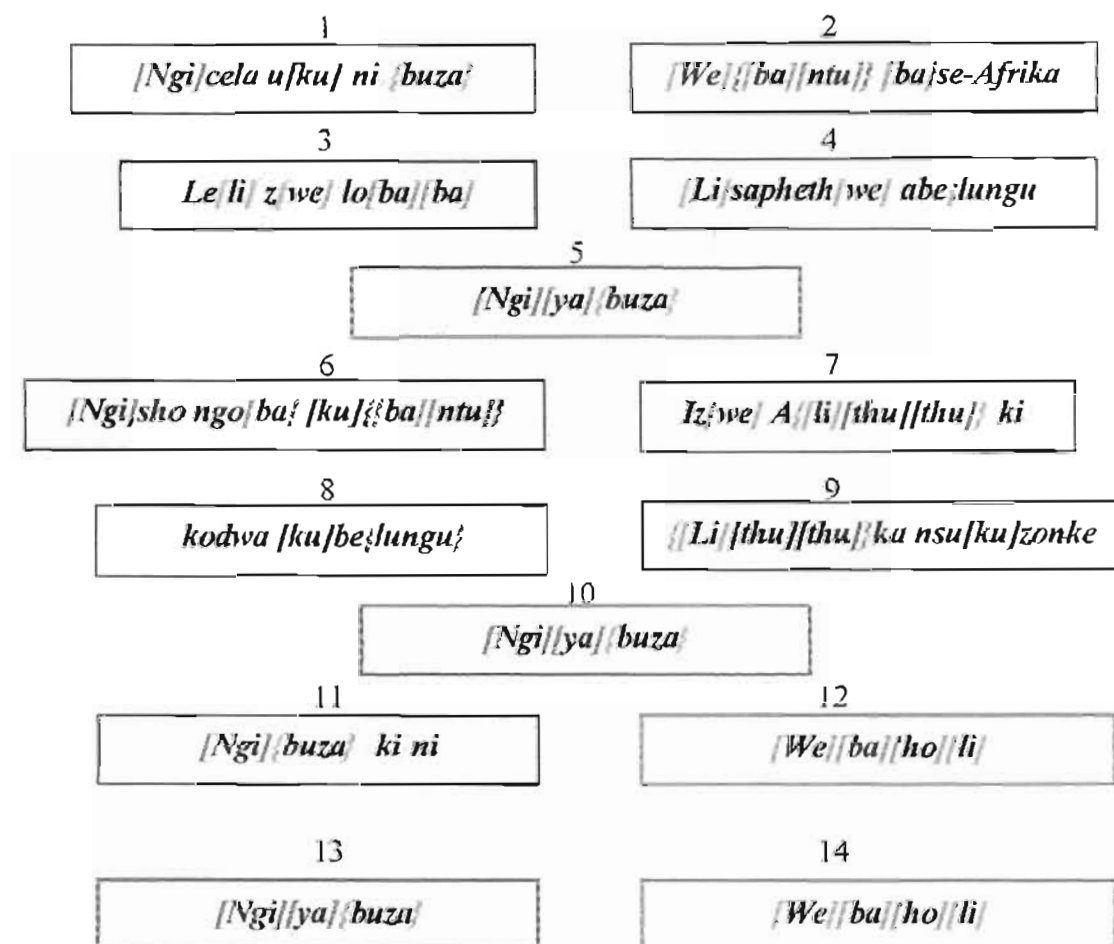 1 2
[Ngi]cela u[ku] ni {buza} [We]{[ba][ntu]} [ba]se-Afrika
3 4
Le[li] z[we] lo[ba][ba] [Li]sapheth[we] abe{lungu
5
[Ngi][ya]{buza}
6 7
[Ngi]sho ngo[ba] [ku]{[ba][ntu]} Iz[we] A{[li][thu][thu]} ki
8 9
kodwa [ku]be{lungu} {[Li][thu][thu]}ka nsu[ku]zonke
10
[Ngi][ya]{buza}
11 12
[Ngi]{buza} ki ni [We][ba][ho][li]
13 14
[Ngi][ya]{buza} [We][ba][ho][li]